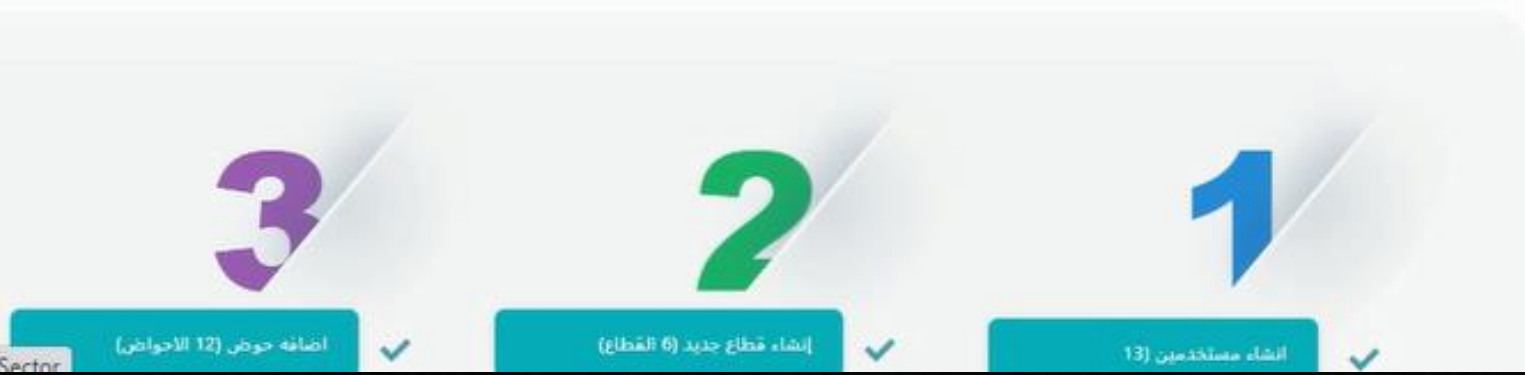 1
2
3
انشاء مستخدمين (13
إنشاء قطاع جديد (6 القطاع)
اضافه حوض (12 الاحواض)
Sector